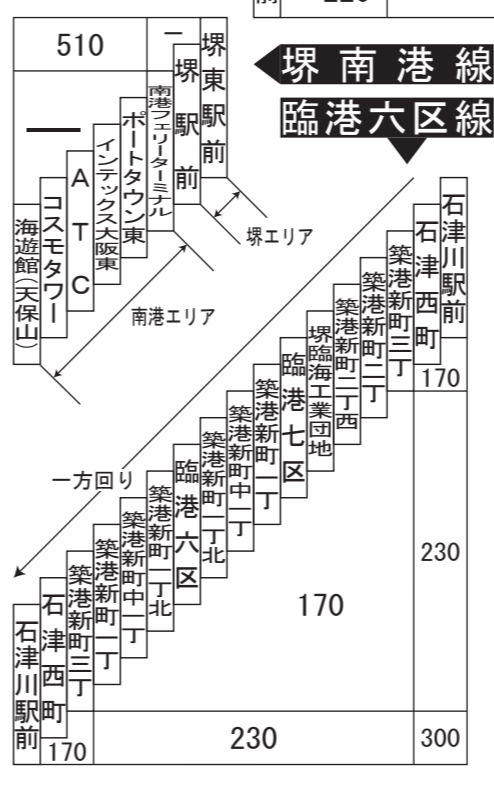 510
－
堺東駅前
堺駅前
南港フェリーターミナル
ポートタウン東
インテックス大阪東
ATC
コスモタワー
海遊館(天保山)
堺エリア
南港エリア
堺南港線
臨港六区線
石津川駅前
石津西町
築港新町三丁
築港新町二丁
築港新町二丁西
堺臨海工業団地
臨港七区
築港新町一丁
築港新町中一丁
築港新町一丁北
臨港六区
築港新町一丁北
築港新町中一丁
築港新町一丁
築港新町三丁
石津西町
石津川駅前
一方回り
170
230
170
170
230
300